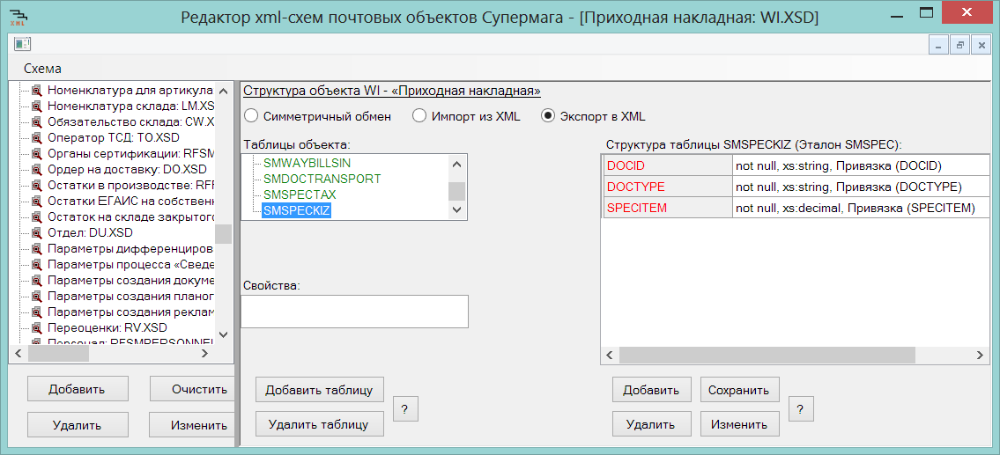 XML
Редактор xml-схем почтовых объектов Супермага - [Приходная накладная: WI.XSD]
Схема
Номенклатура для артикула
Номенклатура склада: LM.XS
Обязательство склада: CW.X
Оператор ТСД: TO.XSD
Органы сертификации: RFSM
Ордер на доставку: DO.XSD
Остатки в производстве: RFF
Остатки ЕГАИС на собствен
Остаток на складе закрытого
Отдел: DU.XSD
Параметры дифференциров
Параметры процесса «Сведе
Параметры создания докуме
Параметры создания планог
Параметры создания реклам
Переоценки: RV.XSD
Персонал: RFSMPERSONNEL
Добавить
Очистить
Удалить
Изменить
Структура объекта WI - «Приходная накладная»
Симметричный обмен
Импорт из XML
Экспорт в XML
Таблицы объекта:
SMWAYBILLSIN
SMDOCTRANSPORT
SMSPECTAX
SMSPECKIZ
Свойства:
Добавить таблицу
Удалить таблицу
?
Структура таблицы SMSPECKIZ (Эталон SMSPEC):
DOCID not null, xs:string, Привязка (DOCID)
DOCTYPE not null, xs:string, Привязка (DOCTYPE)
SPECITEM not null, xs:decimal, Привязка (SPECITEM)
Добавить
Сохранить
Удалить
Изменить
?